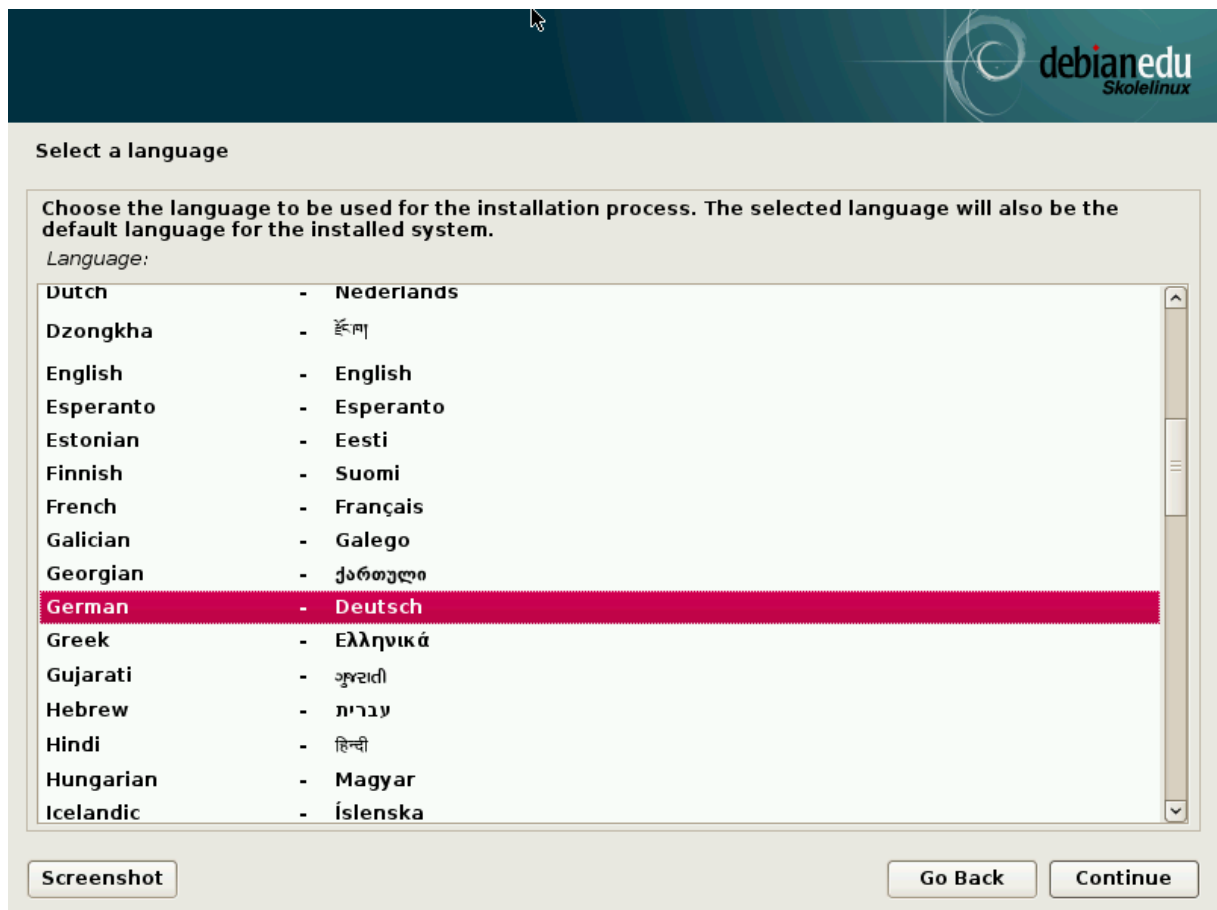 debianedu
Skolelinux
Select a language
Choose the language to be used for the installation process. The selected language will also be the
default language for the installed system.
Language:
Dutch - Nederlands
Dzongkha - རྫོང་ཁ།
English - English
Esperanto - Esperanto
Estonian - Eesti
Finnish - Suomi
French - Français
Galician - Galego
Georgian - ქართული
German - Deutsch
Greek - Ελληνικά
Gujarati - ગુજરાતી
Hebrew - עברית
Hindi - हिन्दी
Hungarian - Magyar
Icelandic - Íslenska
Screenshot Go Back Continue